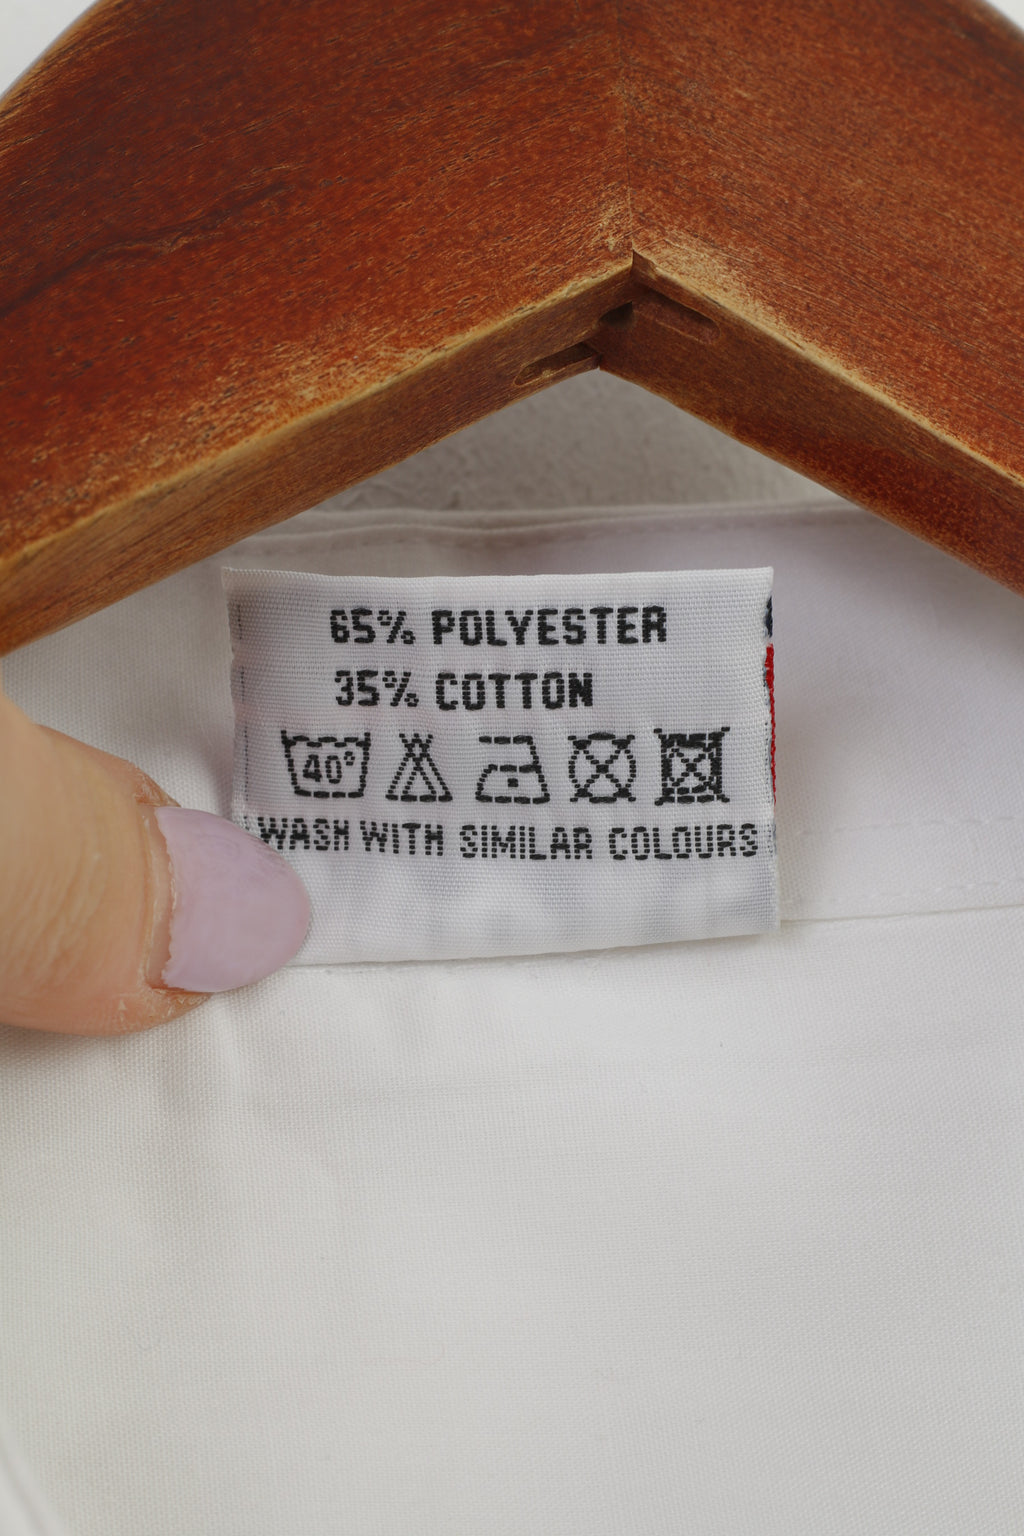 65% POLYESTER
35% COTTON
40°
WASH WITH SIMILAR COLOURS